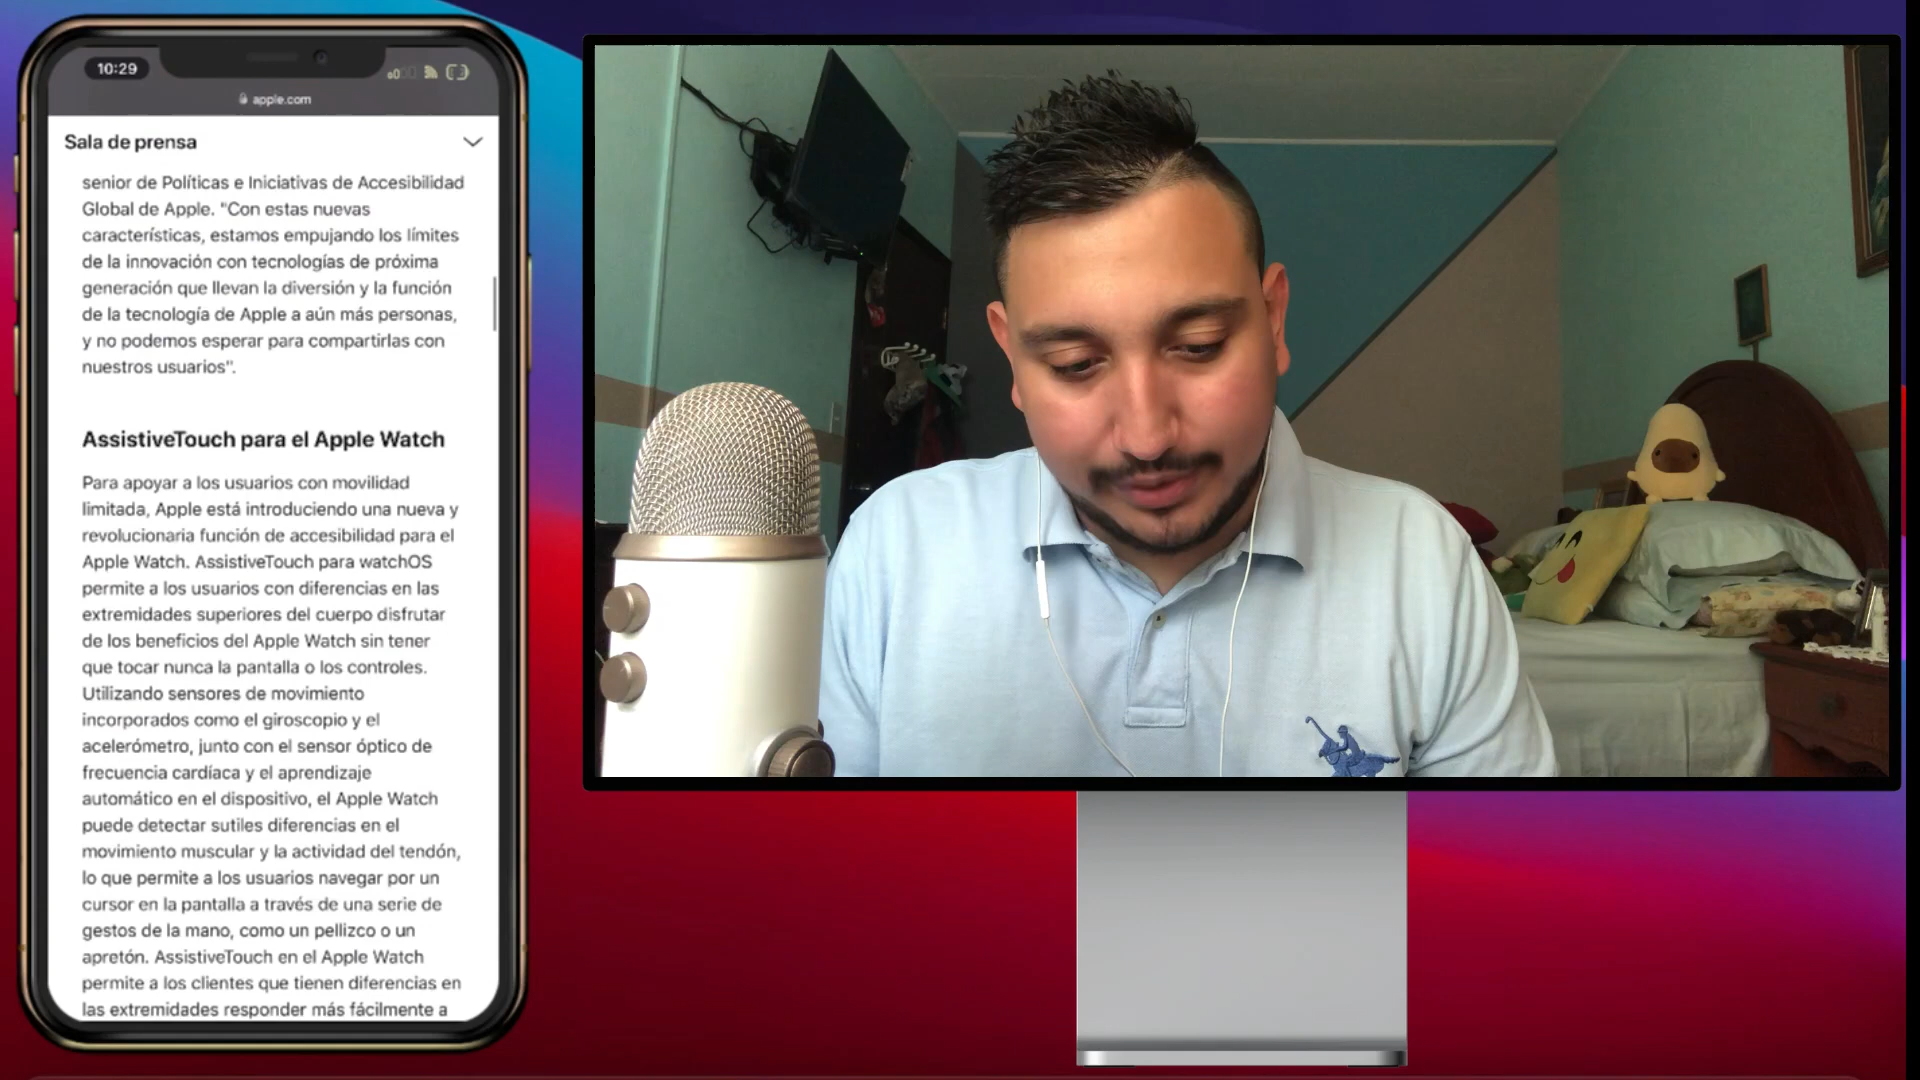 10:29
apple.com
Sala de prensa
senior de Políticas e Iniciativas de Accesibilidad
Global de Apple. "Con estas nuevas
características, estamos empujando los límites
de la innovación con tecnologías de próxima
generación que llevan la diversión y la función
de la tecnología de Apple a aún más personas,
y no podemos esperar para compartirlas con
nuestros usuarios".
AssistiveTouch para el Apple Watch
Para apoyar a los usuarios con movilidad
limitada, Apple está introduciendo una nueva y
revolucionaria función de accesibilidad para el
Apple Watch. AssistiveTouch para watchOS
permite a los usuarios con diferencias en las
extremidades superiores del cuerpo disfrutar
de los beneficios del Apple Watch sin tener
que tocar nunca la pantalla o los controles.
Utilizando sensores de movimiento
incorporados como el giroscopio y el
acelerómetro, junto con el sensor óptico de
frecuencia cardíaca y el aprendizaje
automático en el dispositivo, el Apple Watch
puede detectar sutiles diferencias en el
movimiento muscular y la actividad del tendón,
lo que permite a los usuarios navegar por un
cursor en la pantalla a través de una serie de
gestos de la mano, como un pellizco o un
apretón. AssistiveTouch en el Apple Watch
permite a los clientes que tienen diferencias en
las extremidades responder más fácilmente a